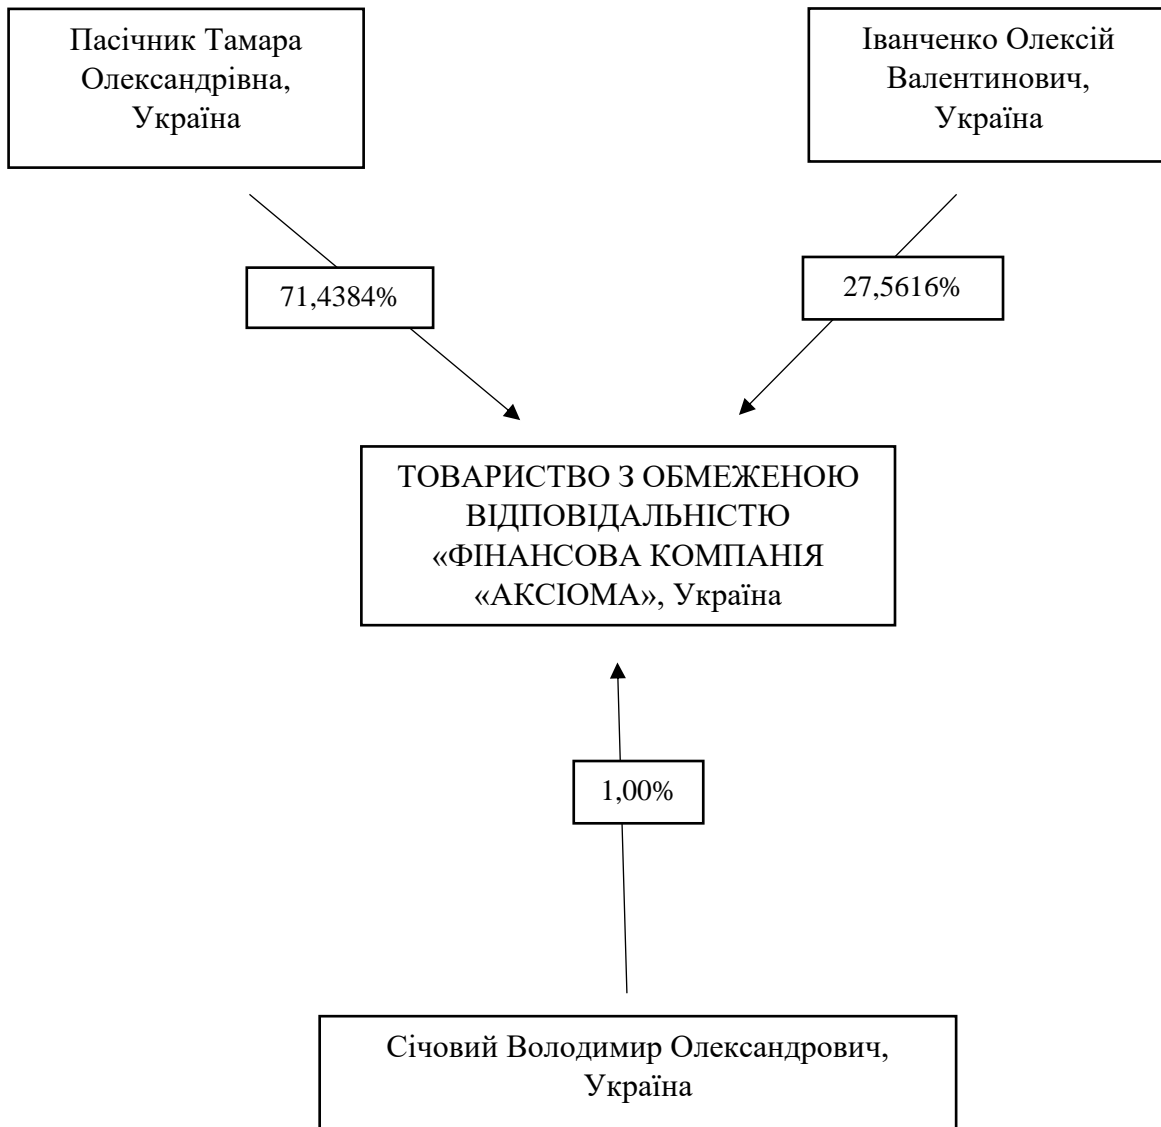 Пасічник Тамара
Олександрівна,
Україна
Іванченко Олексій
Валентинович,
Україна
71,4384%
27,5616%
ТОВАРИСТВО З ОБМЕЖЕНОЮ
ВІДПОВІДАЛЬНІСТЮ
«ФІНАНСОВА КОМПАНІЯ
«АКСІОМА», Україна
1,00%
Січовий Володимир Олександрович,
Україна